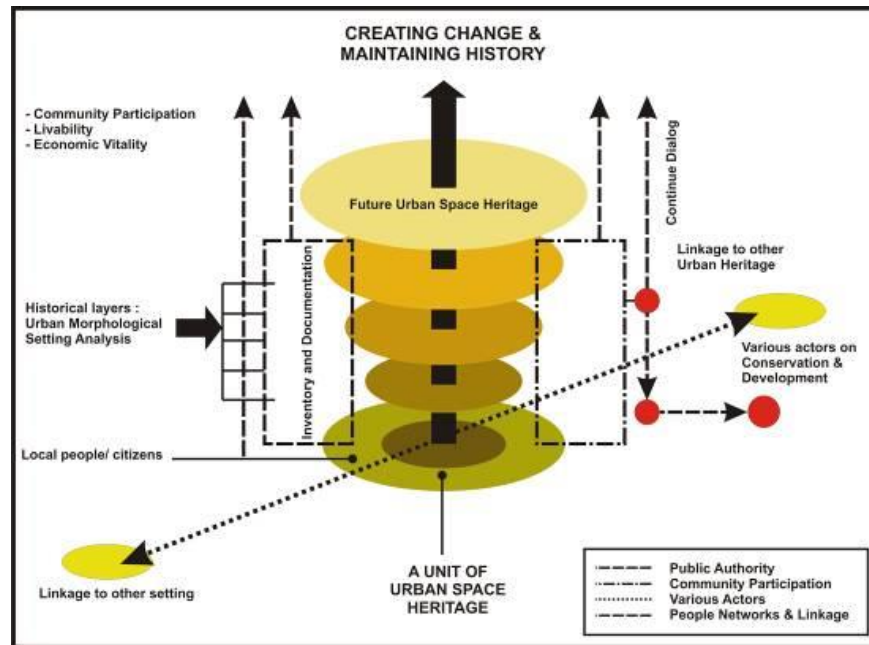 CREATING CHANGE &
MAINTAINING HISTORY
- Community Participation
- Livability
- Economic Vitality
Continue Dialog
Future Urban Space Heritage
Linkage to other
Urban Heritage
Inventory and Documentation
Historical layers :
Urban Morphological
Setting Analysis
Various actors on
Conservation &
Development
Local people/ citizens
Linkage to other setting
A UNIT OF
URBAN SPACE
HERITAGE
Public Authority
Community Participation
Various Actors
People Networks & Linkage